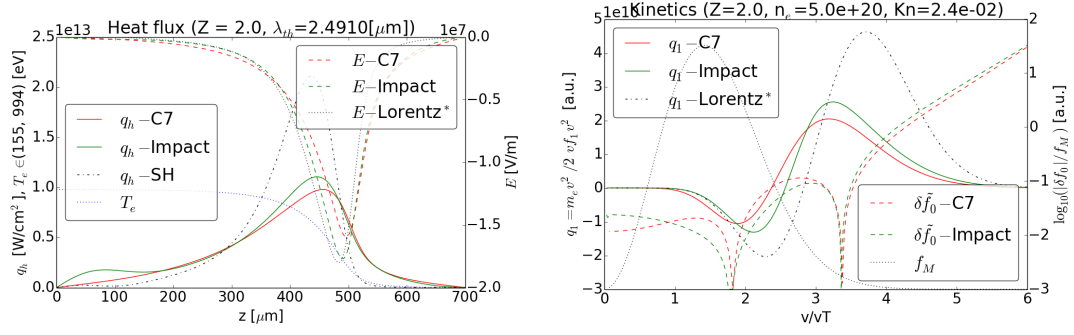 Heat flux (Z = 2.0, λ_th=2.4910[μm])
1e13
1e7
q_h [W/cm²], T_e ∈(155, 994) [eV]
2.5
2.0
1.5
1.0
0.5
0.0
0.0
−0.5
−1.0
−1.5
−2.0
E [V/m]
E−C7
E−Impact
E−Lorentz*
q_h−C7
q_h−Impact
q_h−SH
T_e
0 100 200 300 400 500 600 700
z [μm]
Kinetics (Z=2.0, n_e=5.0e+20, Kn=2.4e-02)
q_1=m_e v²/2 vf_1 v² [a.u.]
5
4
3
2
1
0
−1
−2
−3
2
1
0
−1
−2
−3
log10(|δf_0|/f_M) [a.u.]
q_1−C7
q_1−Impact
q_1−Lorentz*
δf̃_0−C7
δf̃_0−Impact
f_M
0 1 2 3 4 5 6
v/vT